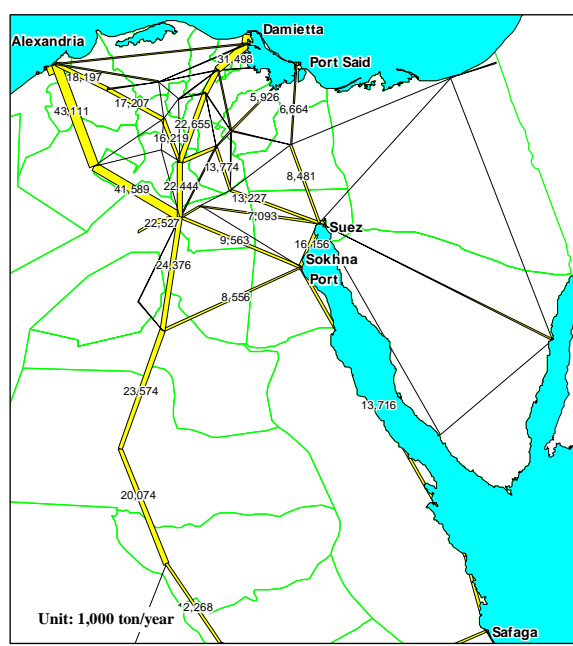 Damietta
Alexandria
31,498
Port Said
18,197
5,926
17,207
43,111
6,664
22,655
16,219
13,774
8,481
41,589
22,444
13,227
7,093
22,527
Suez
9,563
16,156
24,376
Sokhna
Port
8,556
23,574
13,716
20,074
12,268
Unit: 1,000 ton/year
Safaga